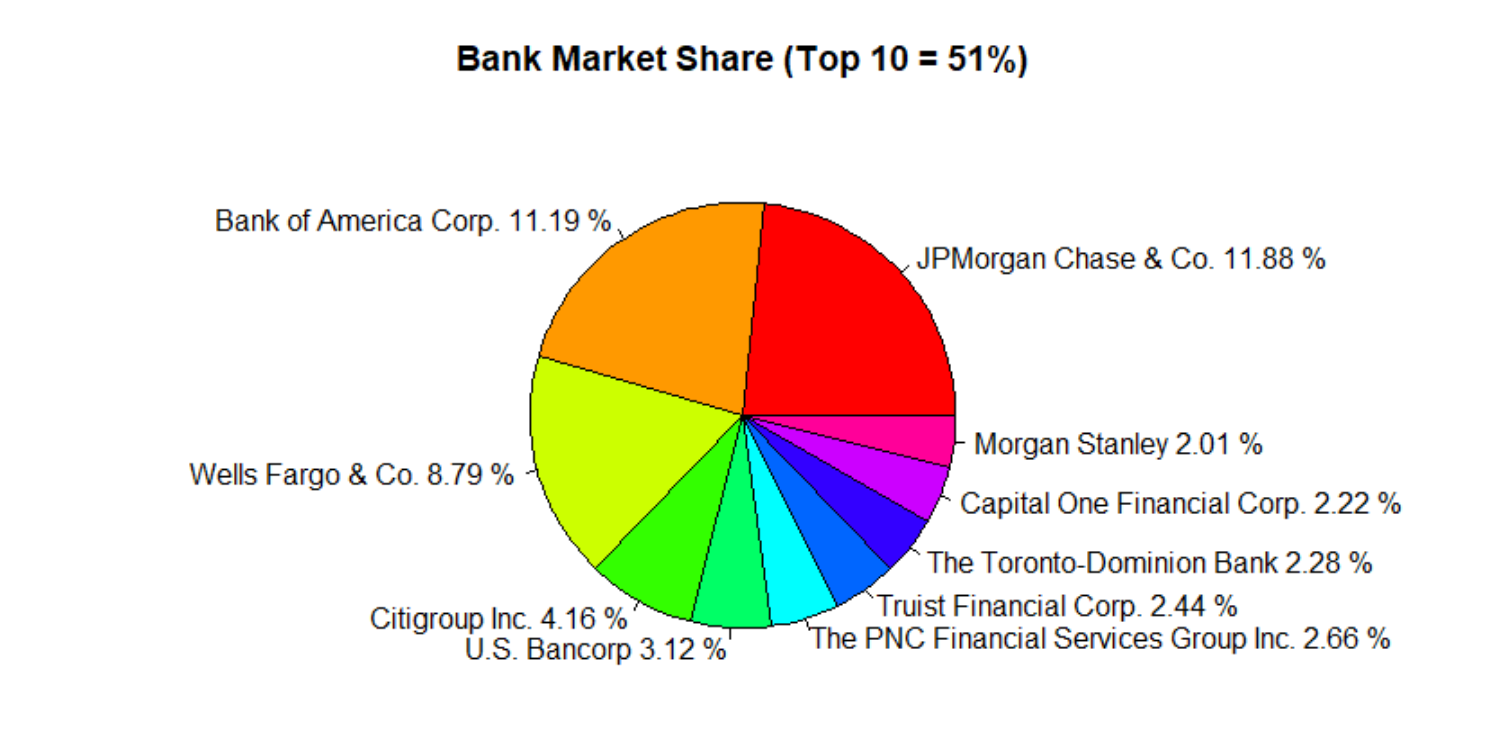 Bank Market Share (Top 10 = 51%)
Bank of America Corp. 11.19 %
JPMorgan Chase & Co. 11.88 %
Morgan Stanley 2.01 %
Wells Fargo & Co. 8.79 %
Capital One Financial Corp. 2.22 %
The Toronto-Dominion Bank 2.28 %
Truist Financial Corp. 2.44 %
Citigroup Inc. 4.16 %
The PNC Financial Services Group Inc. 2.66 %
U.S. Bancorp 3.12 %